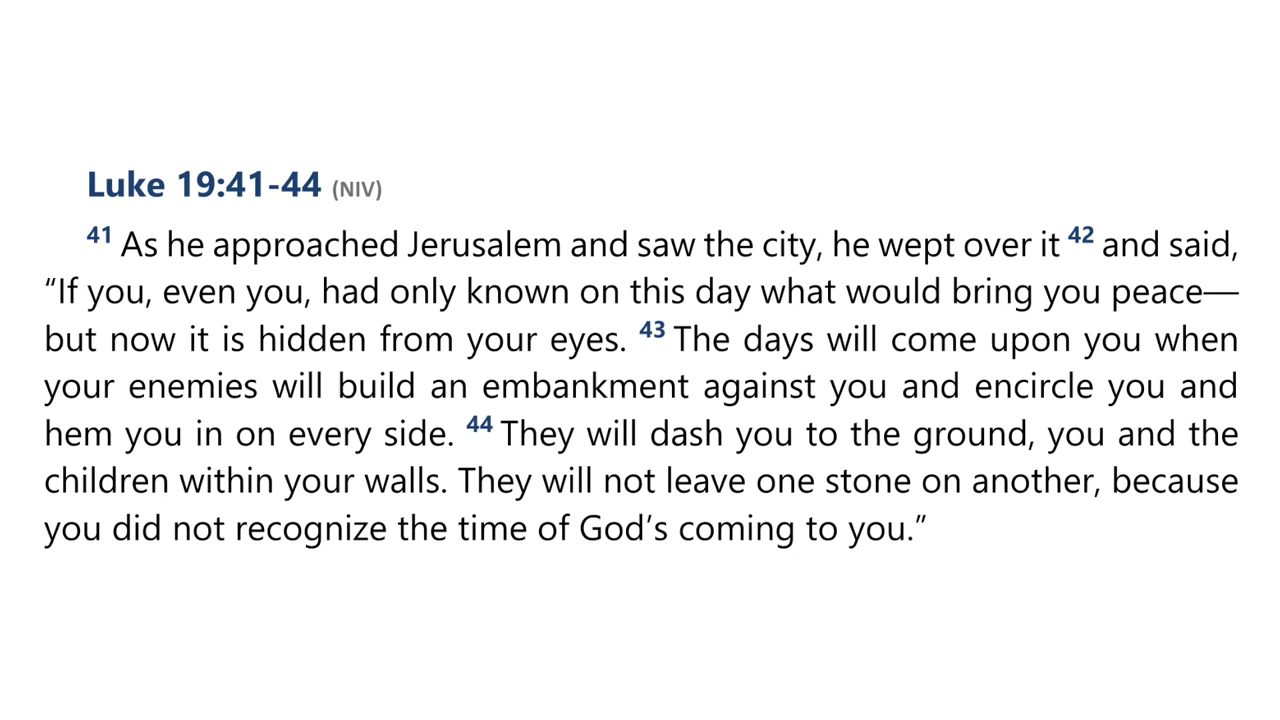 Luke 19:41-44 (NIV)
41 As he approached Jerusalem and saw the city, he wept over it 42 and said,
“If you, even you, had only known on this day what would bring you peace—
but now it is hidden from your eyes. 43 The days will come upon you when
your enemies will build an embankment against you and encircle you and
hem you in on every side. 44 They will dash you to the ground, you and the
children within your walls. They will not leave one stone on another, because
you did not recognize the time of God’s coming to you.”